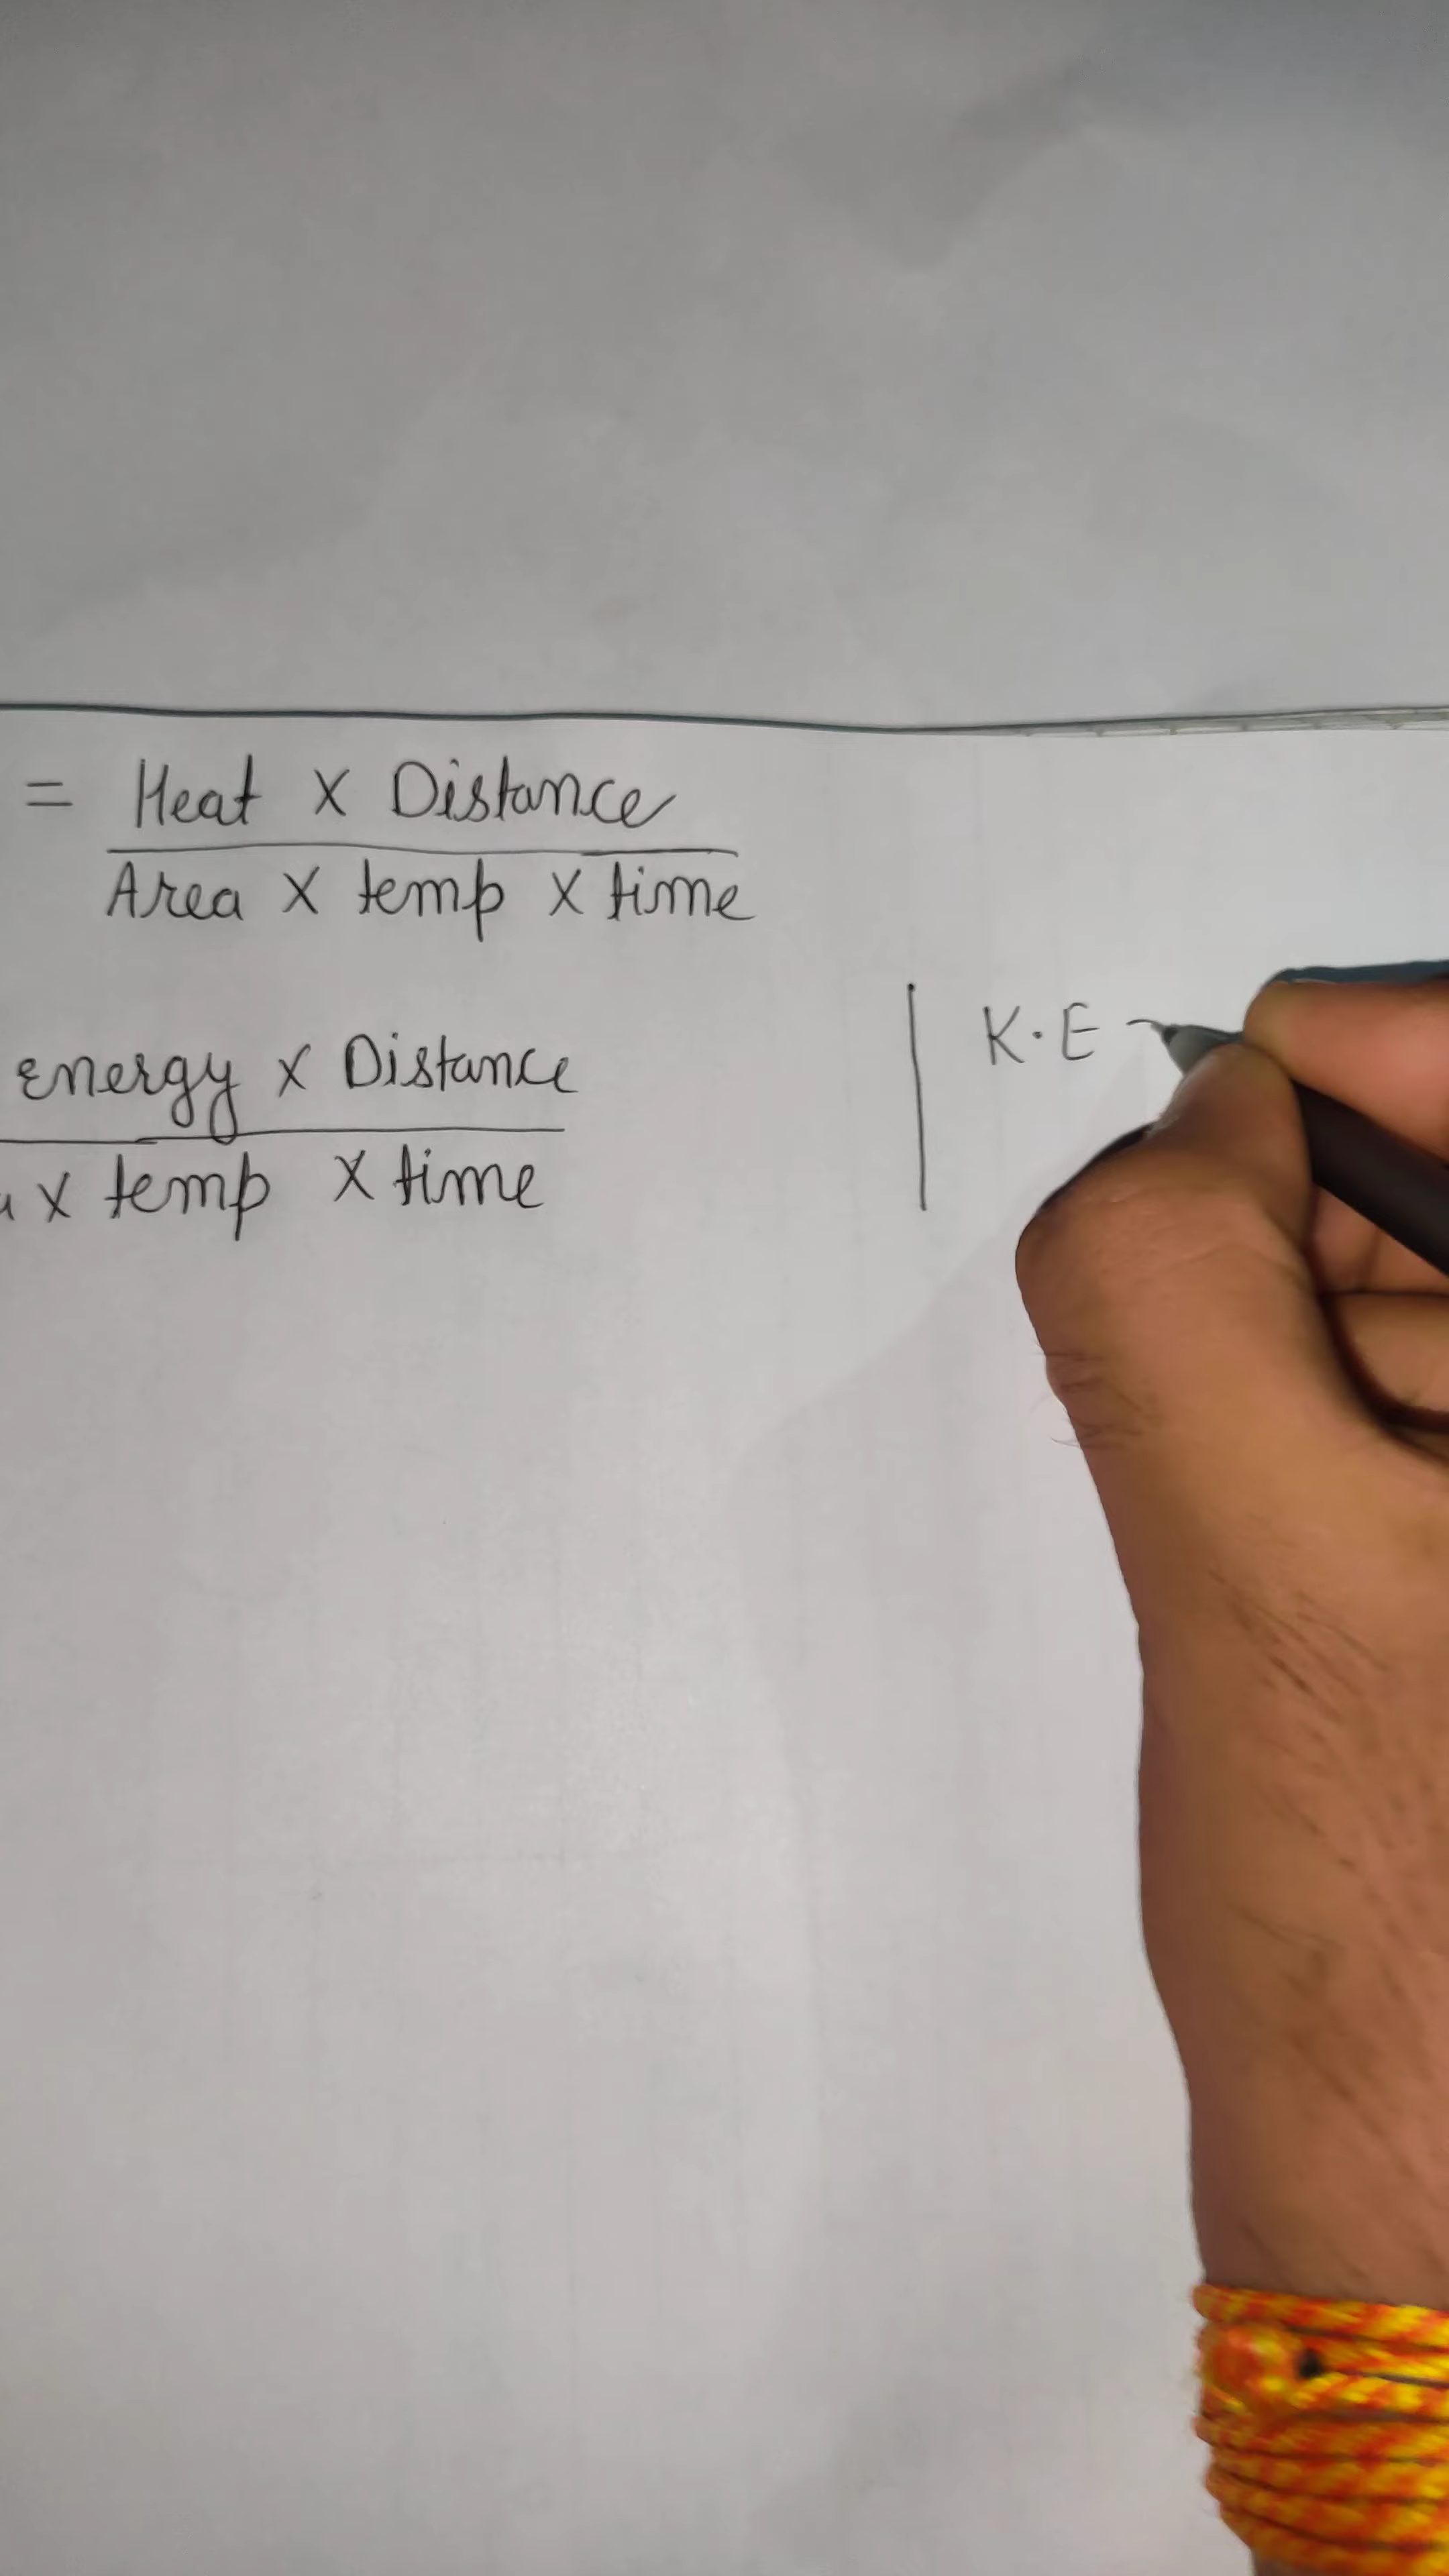 = Heat x Distance
Area x temp x time
energy x Distance
x temp x time
K.E